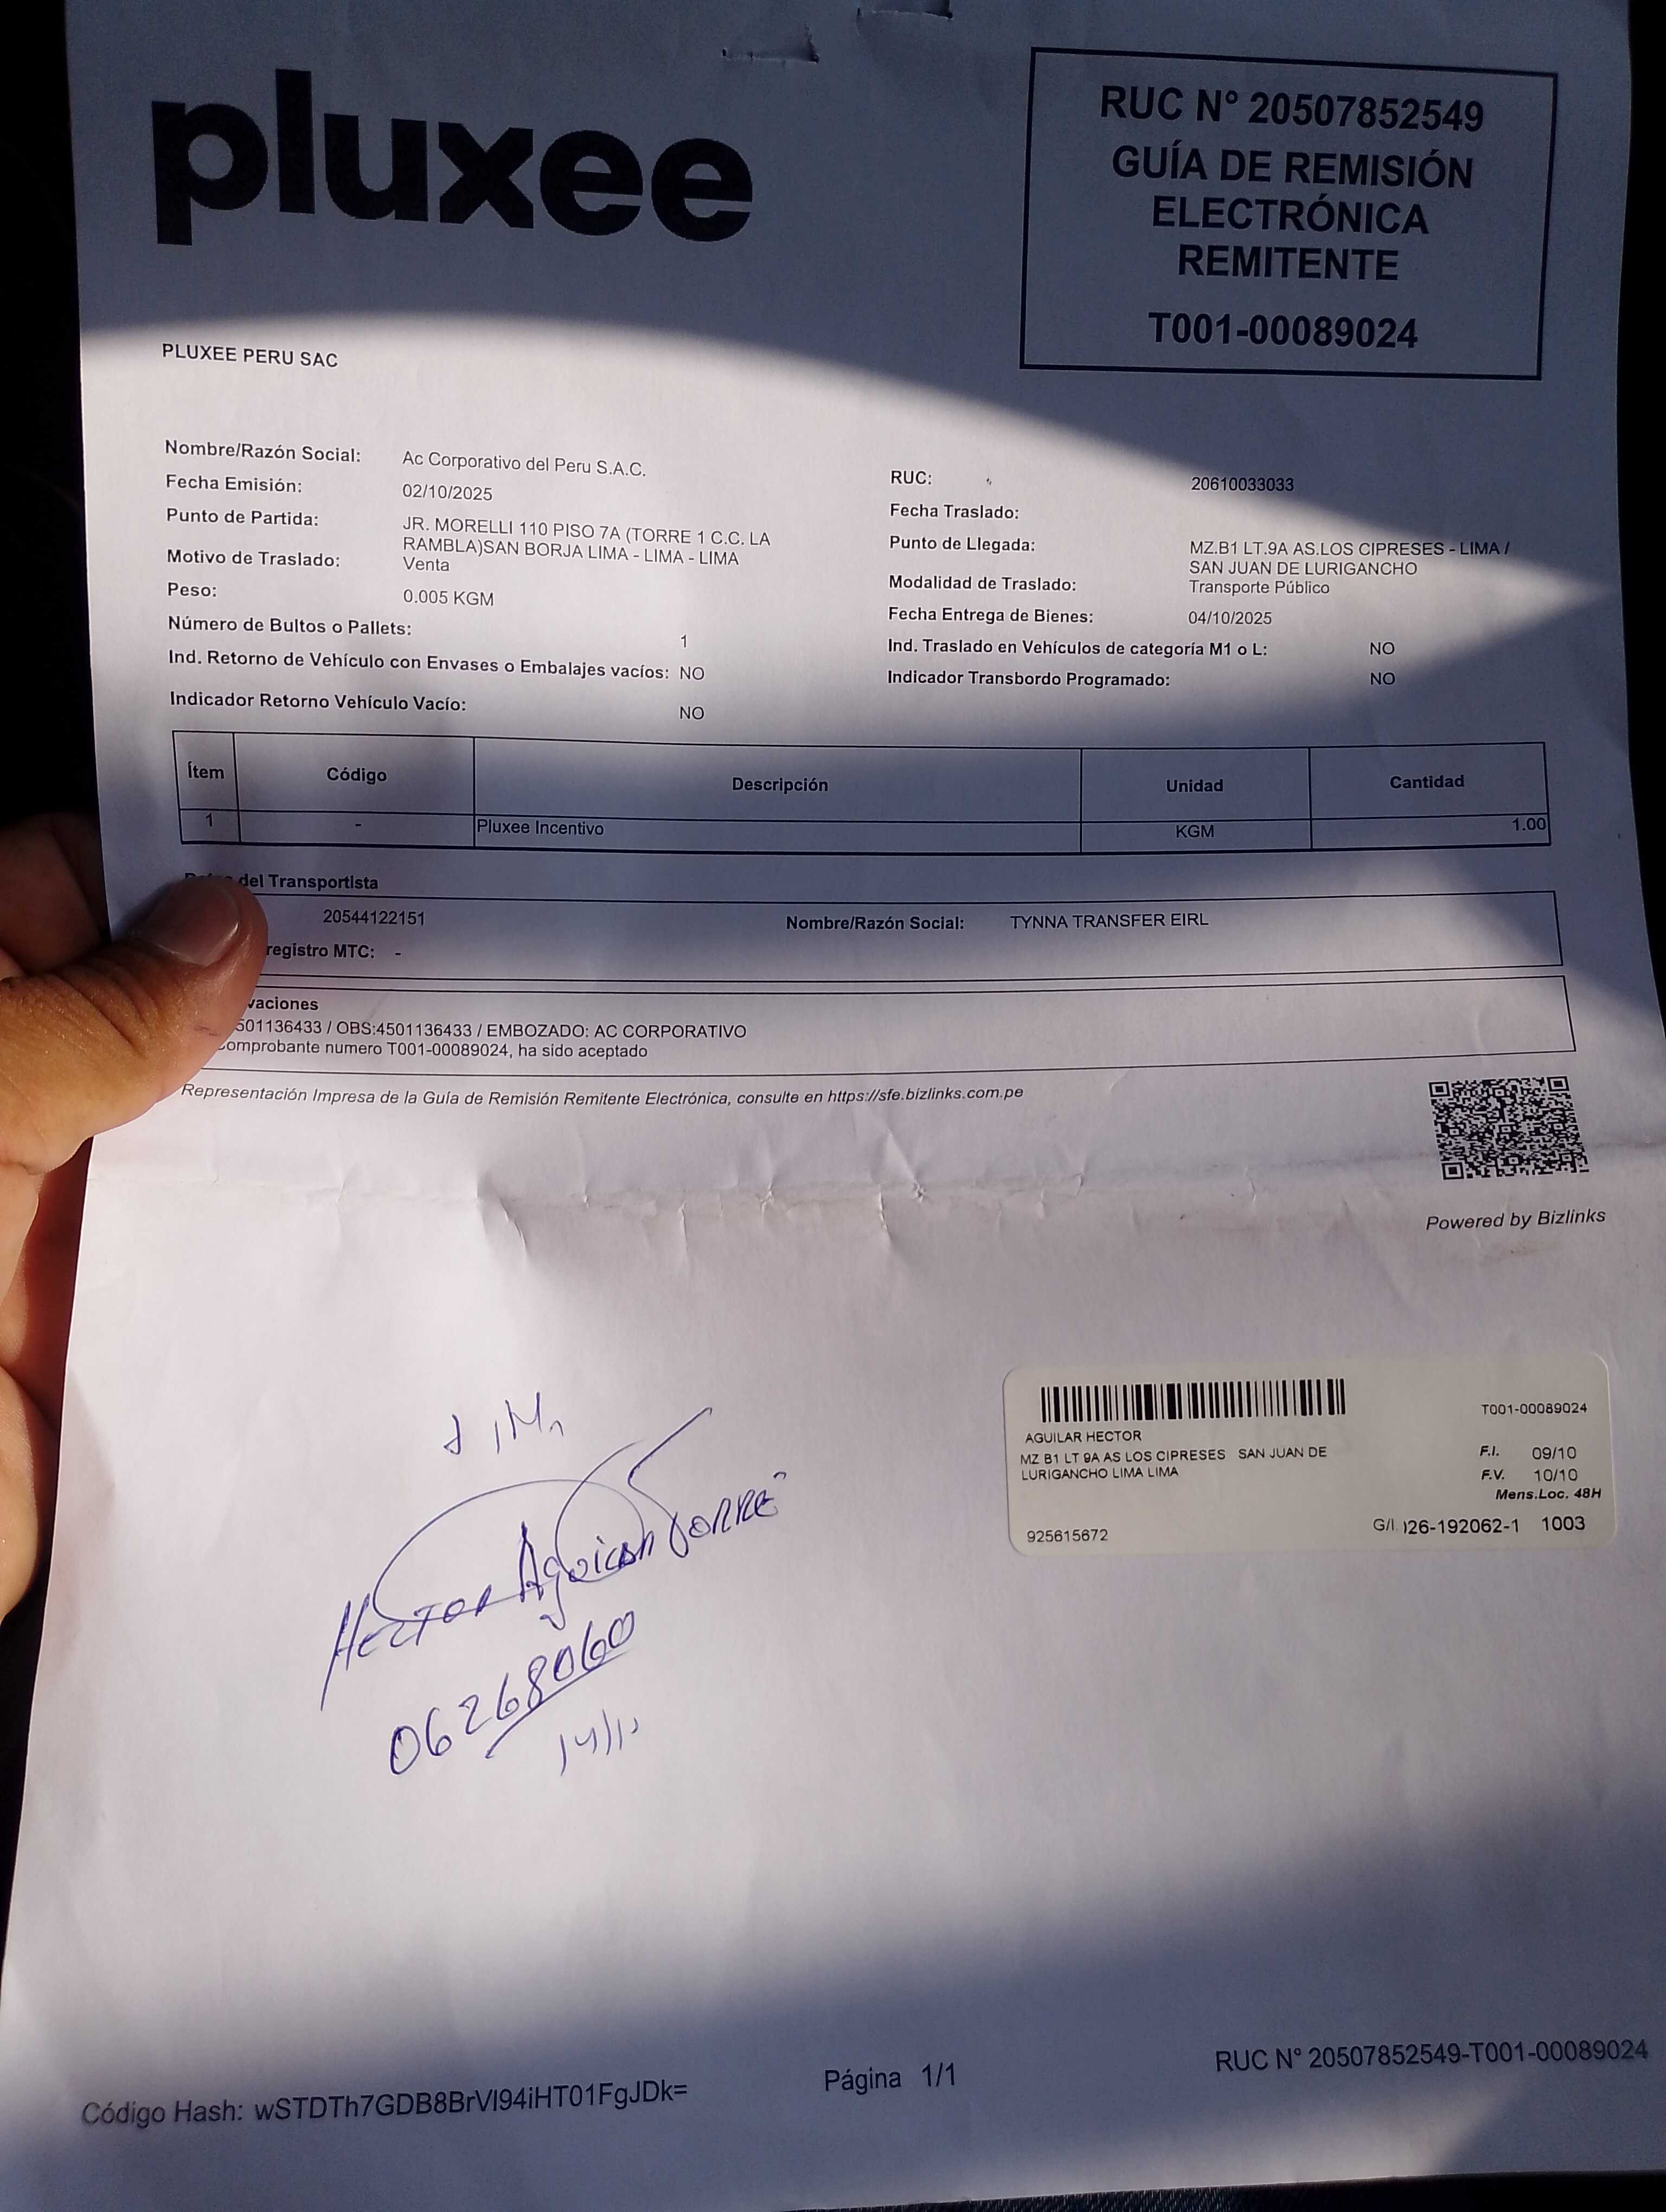 pluxee
RUC N° 20507852549
GUÍA DE REMISIÓN
ELECTRÓNICA
REMITENTE
T001-00089024
PLUXEE PERU SAC
Nombre/Razón Social: Ac Corporativo del Peru S.A.C.
Fecha Emisión: 02/10/2025
Punto de Partida: JR. MORELLI 110 PISO 7A (TORRE 1 C.C. LA
RAMBLA)SAN BORJA LIMA - LIMA - LIMA
Motivo de Traslado: Venta
Peso: 0.005 KGM
Número de Bultos o Pallets: 1
Ind. Retorno de Vehículo con Envases o Embalajes vacíos: NO
Indicador Retorno Vehículo Vacío: NO
RUC: 20610033033
Fecha Traslado:
Punto de Llegada: MZ.B1 LT.9A AS.LOS CIPRESES - LIMA /
SAN JUAN DE LURIGANCHO
Modalidad de Traslado: Transporte Público
Fecha Entrega de Bienes: 04/10/2025
Ind. Traslado en Vehículos de categoría M1 o L: NO
Indicador Transbordo Programado: NO
Ítem Código Descripción Unidad Cantidad
1 - Pluxee Incentivo KGM 1.00
del Transportista
20544122151 Nombre/Razón Social: TYNNA TRANSFER EIRL
registro MTC: -
vaciones
501136433 / OBS:4501136433 / EMBOZADO: AC CORPORATIVO
omprobante numero T001-00089024, ha sido aceptado
Representación Impresa de la Guía de Remisión Remitente Electrónica, consulte en https://sfe.bizlinks.com.pe
Powered by Bizlinks
T001-00089024
AGUILAR HECTOR
MZ B1 LT 9A AS LOS CIPRESES SAN JUAN DE
LURIGANCHO LIMA LIMA
F.I. 09/10
F.V. 10/10
Mens.Loc. 48H
925615672
G/I. 026-192062-1 1003
HECTOR Aguilar TORRE
06268060
Código Hash: wSTDTh7GDB8BrVI94iHT01FgJDk=
Página 1/1
RUC N° 20507852549-T001-00089024